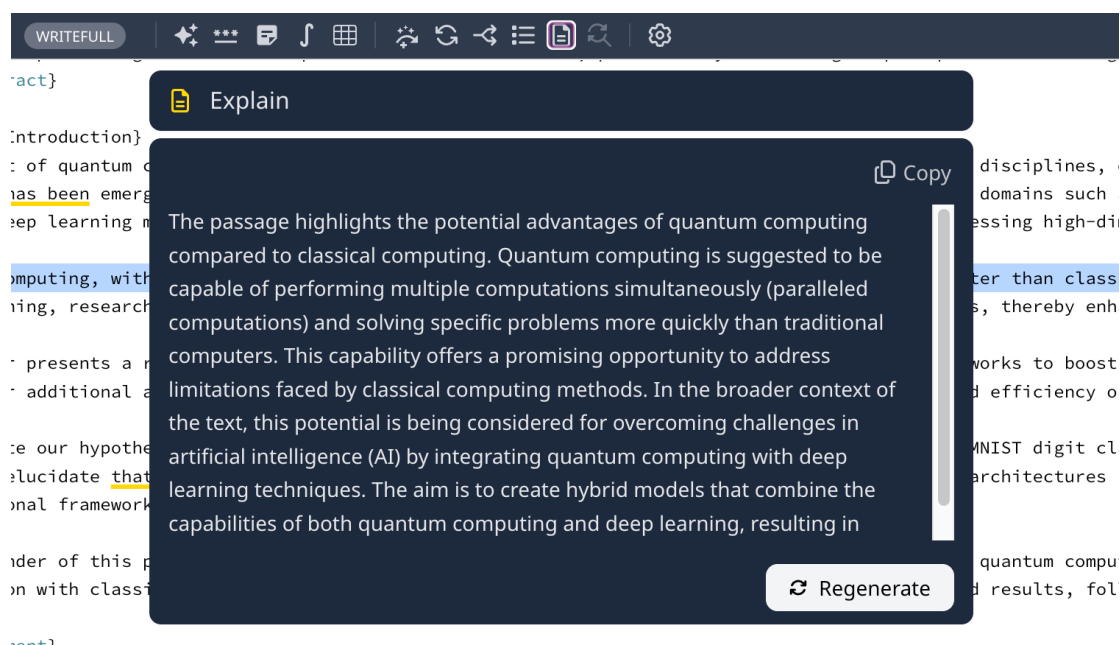 WRITEFULL
Explain
Copy
The passage highlights the potential advantages of quantum computing
compared to classical computing. Quantum computing is suggested to be
capable of performing multiple computations simultaneously (paralleled
computations) and solving specific problems more quickly than traditional
computers. This capability offers a promising opportunity to address
limitations faced by classical computing methods. In the broader context of
the text, this potential is being considered for overcoming challenges in
artificial intelligence (AI) by integrating quantum computing with deep
learning techniques. The aim is to create hybrid models that combine the
capabilities of both quantum computing and deep learning, resulting in
Regenerate
ract}
Introduction}
of quantum disciplines,
has been emerg domains such
eep learning essing high-di
omputing, with ter than class
ning, research s, thereby enh
presents a works to boost
additional efficiency o
te our hypothe MNIST digit cl
elucidate that architectures
onal framework
nder of this quantum compu
on with classi results, fol